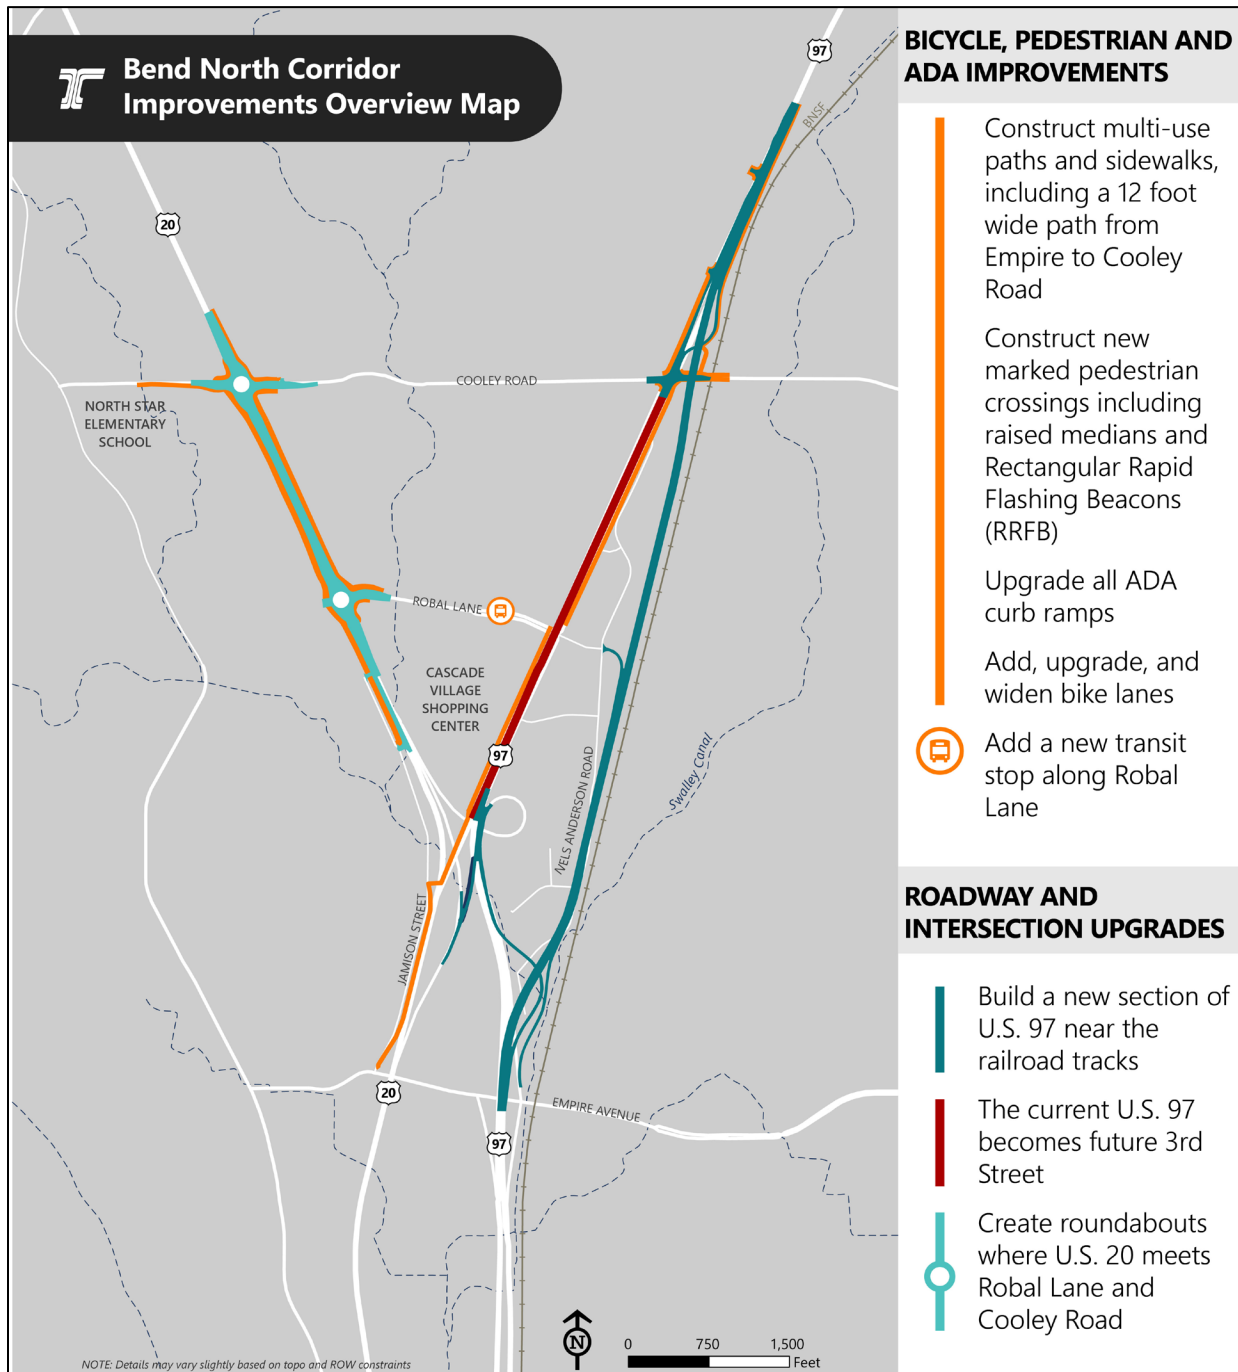 Bend North Corridor
Improvements Overview Map
97
BNSF
20
COOLEY ROAD
NORTH STAR
ELEMENTARY
SCHOOL
ROBAL LANE
CASCADE
VILLAGE
SHOPPING
CENTER
97
Swalley Canal
NELS ANDERSON ROAD
JAMISON STREET
20
EMPIRE AVENUE
97
N
0 750 1,500
Feet
NOTE: Details may vary slightly based on topo and ROW constraints
BICYCLE, PEDESTRIAN AND
ADA IMPROVEMENTS
Construct multi-use
paths and sidewalks,
including a 12 foot
wide path from
Empire to Cooley
Road
Construct new
marked pedestrian
crossings including
raised medians and
Rectangular Rapid
Flashing Beacons
(RRFB)
Upgrade all ADA
curb ramps
Add, upgrade, and
widen bike lanes
Add a new transit
stop along Robal
Lane
ROADWAY AND
INTERSECTION UPGRADES
Build a new section of
U.S. 97 near the
railroad tracks
The current U.S. 97
becomes future 3rd
Street
Create roundabouts
where U.S. 20 meets
Robal Lane and
Cooley Road